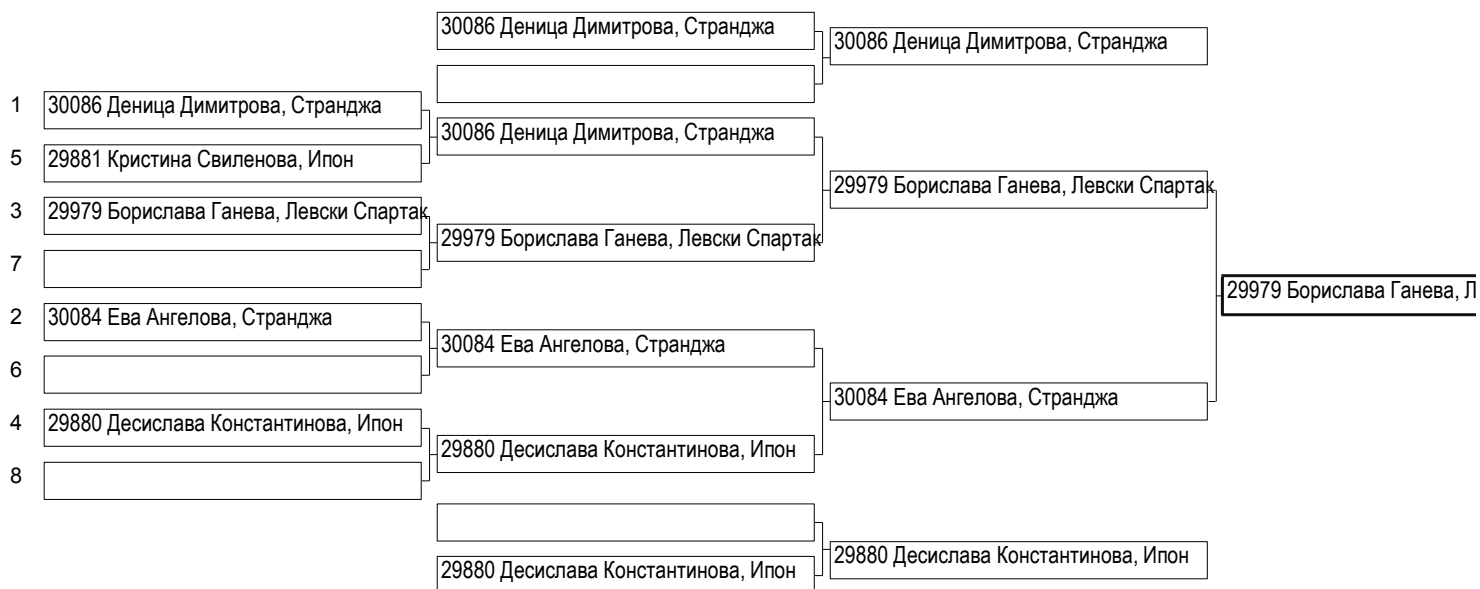 30086 Деница Димитрова, Странджа
30086 Деница Димитрова, Странджа
1 30086 Деница Димитрова, Странджа
30086 Деница Димитрова, Странджа
5 29881 Кристина Свиленова, Ипон
29979 Борислава Ганева, Левски Спартак
3 29979 Борислава Ганева, Левски Спартак
29979 Борислава Ганева, Левски Спартак
7
29979 Борислава Ганева, Л
2 30084 Ева Ангелова, Странджа
30084 Ева Ангелова, Странджа
6
30084 Ева Ангелова, Странджа
4 29880 Десислава Константинова, Ипон
29880 Десислава Константинова, Ипон
8
29880 Десислава Константинова, Ипон
29880 Десислава Константинова, Ипон